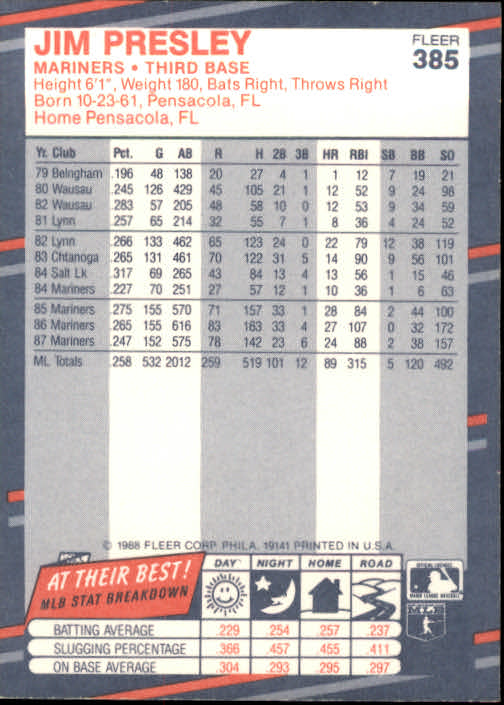 JIM PRESLEY
FLEER
385
MARINERS • THIRD BASE
Height 6'1", Weight 180, Bats Right, Throws Right
Born 10-23-61, Pensacola, FL
Home Pensacola, FL
Yr. Club Pct. G AB R H 2B 3B HR RBI SB BB SO
79 Belngham .196 48 138 20 27 4 1 1 12 7 19 21
80 Wausau .245 126 429 45 105 21 1 12 52 9 24 98
82 Wausau .283 57 205 48 58 10 0 12 53 9 34 59
81 Lynn .257 65 214 32 55 7 1 8 36 4 24 52
82 Lynn .266 133 462 65 123 24 0 22 79 12 38 119
83 Chtanoga .265 131 461 70 122 31 5 14 90 9 56 101
84 Salt Lk .317 69 265 43 84 13 4 13 56 1 15 46
84 Mariners .227 70 251 27 57 12 1 10 36 1 6 63
85 Mariners .275 155 570 71 157 33 1 28 84 2 44 100
86 Mariners .265 155 616 83 163 33 4 27 107 0 32 172
87 Mariners .247 152 575 78 142 23 6 24 88 2 38 157
ML Totals .258 532 2012 259 519 101 12 89 315 5 120 492
© 1988 FLEER CORP. PHILA. 19141 PRINTED IN U.S.A.
AT THEIR BEST!
MLB STAT BREAKDOWN
DAY NIGHT HOME ROAD
OFFICIAL LICENSEE
MAJOR LEAGUE BASEBALL
MLB
BATTING AVERAGE .229 .254 .257 .237
SLUGGING PERCENTAGE .366 .457 .455 .411
ON BASE AVERAGE .304 .293 .295 .297